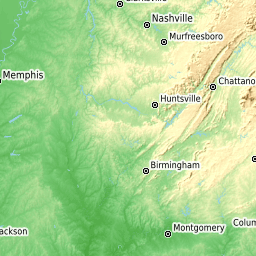 Nashville
Murfreesboro
Memphis
Chattano
Huntsville
Birmingham
Colum
Montgomery
ackson